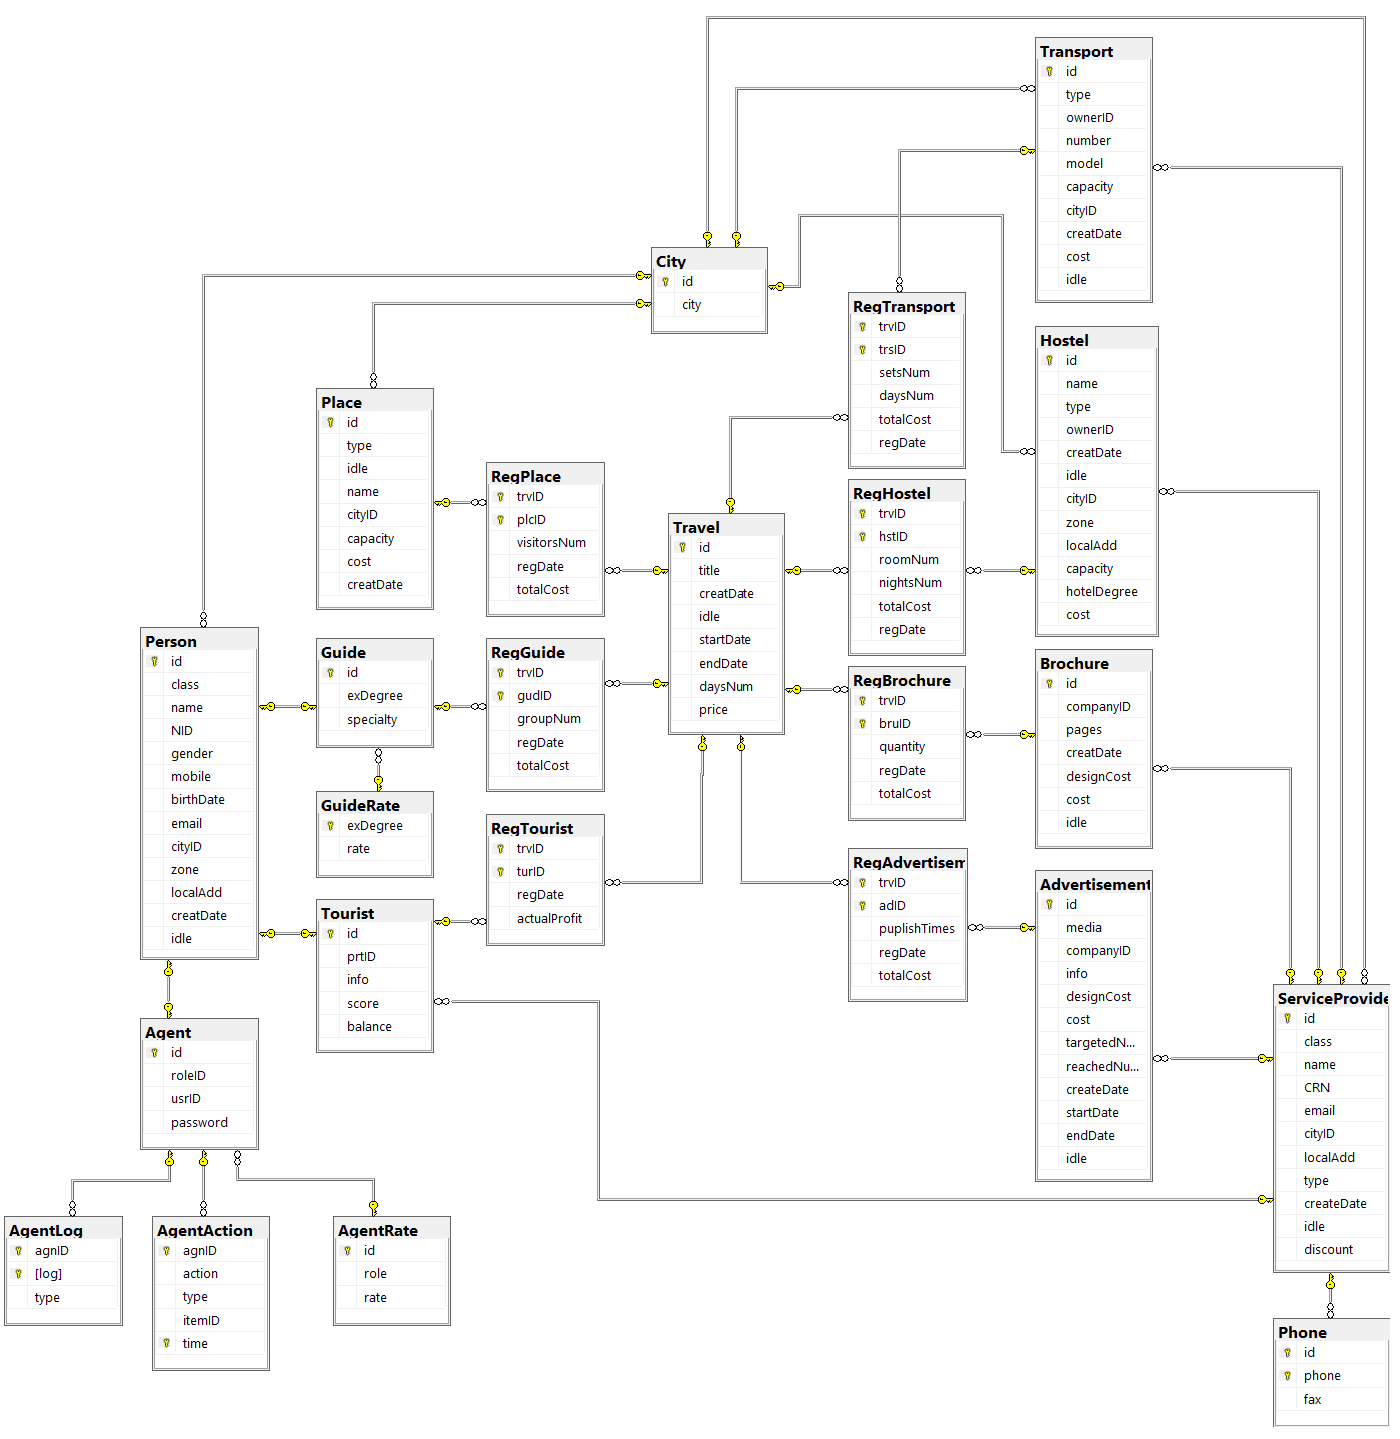 Transport
id
type
ownerID
number
model
capacity
cityID
creatDate
cost
idle
City
id
city
RegTransport
trvID
trsID
setsNum
daysNum
totalCost
regDate
Hostel
id
name
type
ownerID
creatDate
idle
cityID
zone
localAdd
capacity
hotelDegree
cost
Place
id
type
idle
name
cityID
capacity
cost
creatDate
RegPlace
trvID
plcID
visitorsNum
regDate
totalCost
Travel
id
title
creatDate
idle
startDate
endDate
daysNum
price
RegHostel
trvID
hstID
roomNum
nightsNum
totalCost
regDate
Person
id
class
name
NID
gender
mobile
birthDate
email
cityID
zone
localAdd
creatDate
idle
Guide
id
exDegree
specialty
RegGuide
trvID
gudID
groupNum
regDate
totalCost
RegBrochure
trvID
bruID
quantity
regDate
totalCost
Brochure
id
companyID
pages
creatDate
designCost
cost
idle
GuideRate
exDegree
rate
RegTourist
trvID
turID
regDate
actualProfit
RegAdvertisem
trvID
adID
puplishTimes
regDate
totalCost
Advertisement
id
media
companyID
info
designCost
cost
targetedN...
reachedNu...
createDate
startDate
endDate
idle
Tourist
id
prtID
info
score
balance
ServiceProvide
id
class
name
CRN
email
cityID
localAdd
type
createDate
idle
discount
Agent
id
roleID
usrID
password
AgentLog
agnID
[log]
type
AgentAction
agnID
action
type
itemID
time
AgentRate
id
role
rate
Phone
id
phone
fax